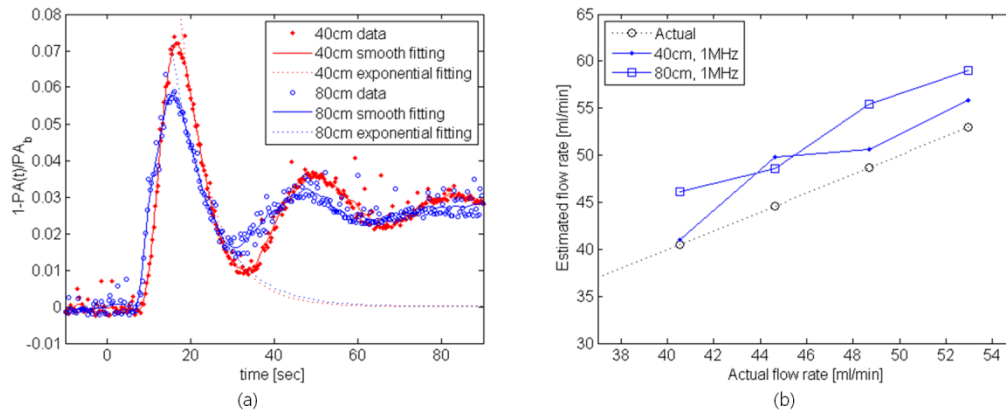 0.08
0.07
0.06
0.05
0.04
0.03
0.02
0.01
0
-0.01
1-PA(t)/PA_b
0 20 40 60 80
time [sec]
40cm data
40cm smooth fitting
40cm exponential fitting
80cm data
80cm smooth fitting
80cm exponential fitting
(a)
65
60
55
50
45
40
35
30
Estimated flow rate [ml/min]
38 40 42 44 46 48 50 52 54
Actual flow rate [ml/min]
Actual
40cm, 1MHz
80cm, 1MHz
(b)